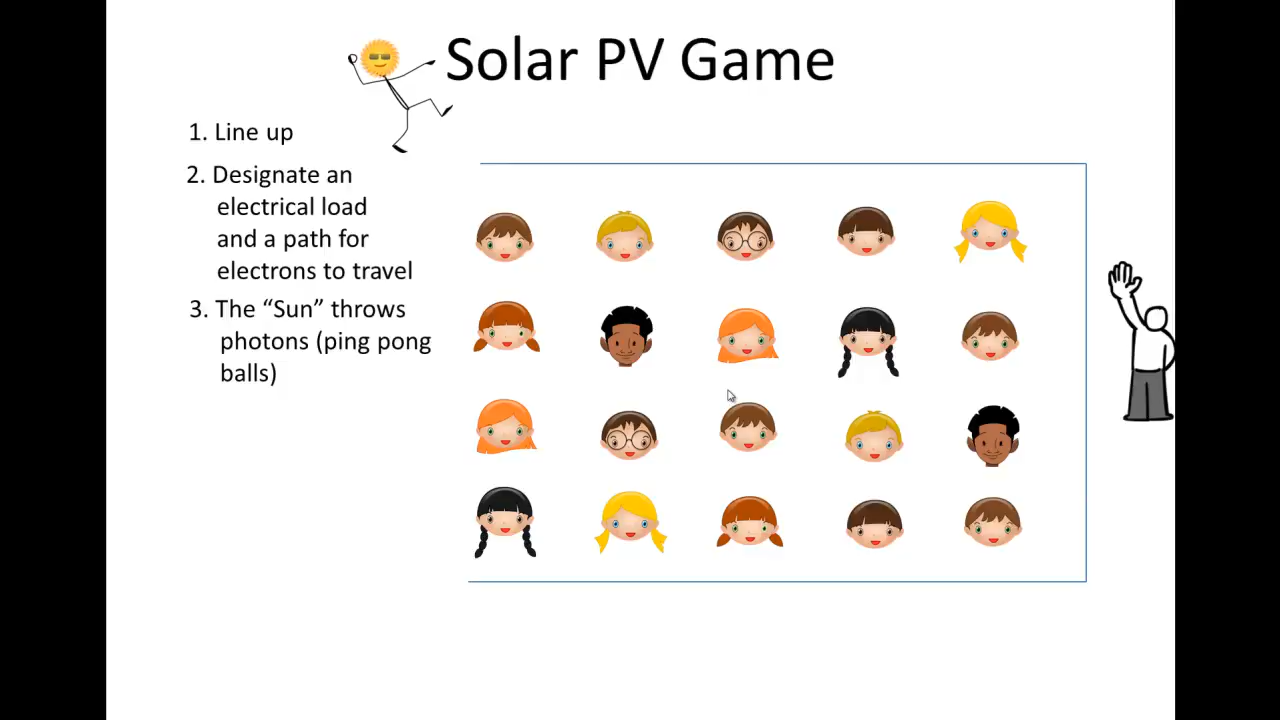 Solar PV Game
1. Line up
2. Designate an
electrical load
and a path for
electrons to travel
3. The “Sun” throws
photons (ping pong
balls)